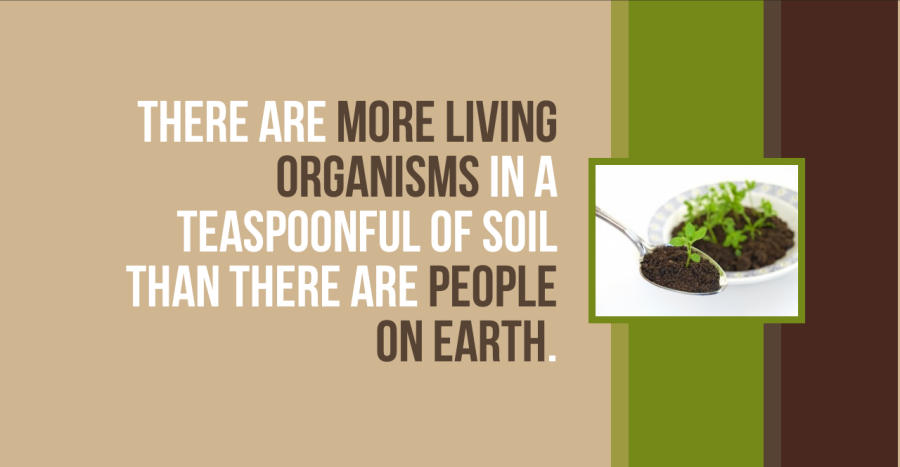 THERE ARE MORE LIVING
ORGANISMS IN A
TEASPOONFUL OF SOIL
THAN THERE ARE PEOPLE
ON EARTH.